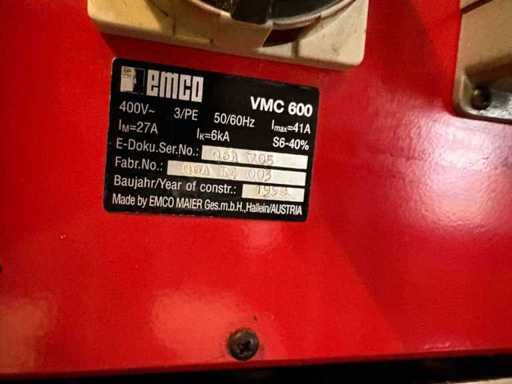 emco VMC 600
400V~ 3/PE 50/60Hz Imax=41A
IM=27A IK=6kA S6-40%
E-Doku.Ser.No.:
Fabr.No.: 003
Baujahr/Year of constr.:
Made by EMCO MAIER Ges.m.b.H.,Hallein/AUSTRIA